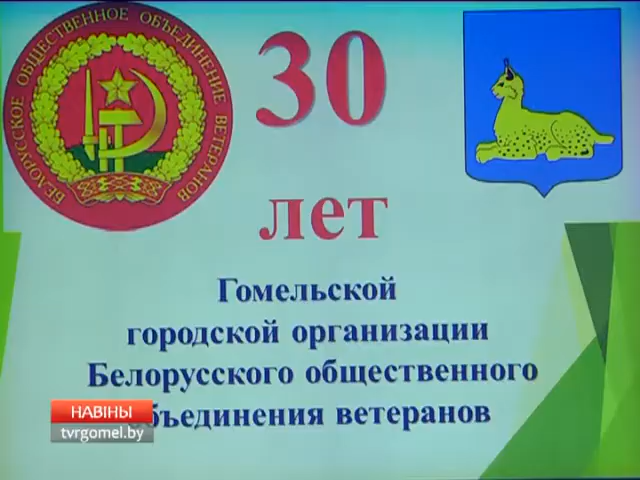 БЕЛОРУССКОЕ ОБЩЕСТВЕННОЕ ОБЪЕДИНЕНИЕ ВЕТЕРАНОВ
30
лет
Гомельской
городской организации
Белорусского общественного
объединения ветеранов
НАВІНЫ
tvrgomel.by